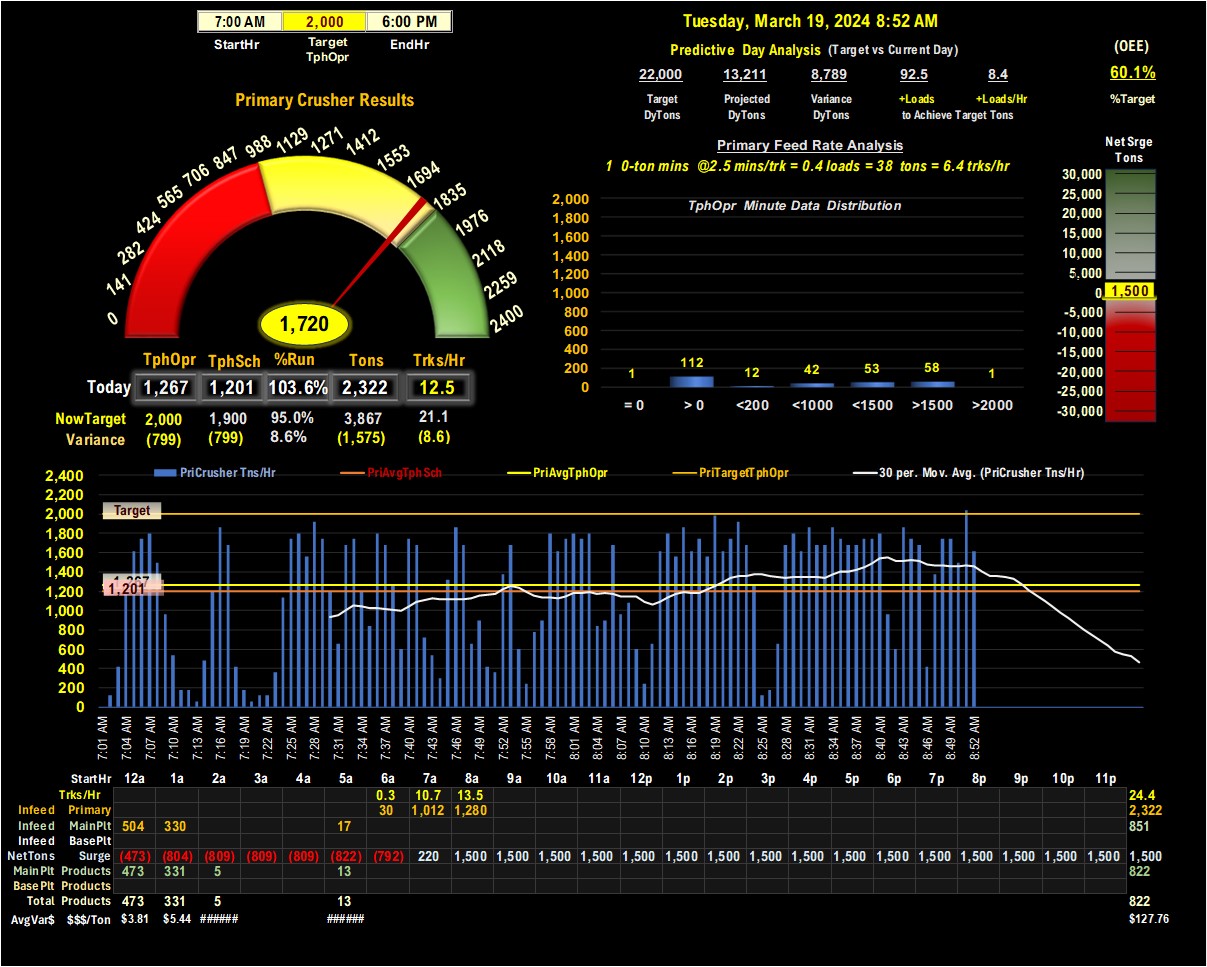 7:00 AM 2,000 6:00 PM
StartHr Target TphOpr EndHr
Tuesday, March 19, 2024 8:52 AM
Predictive Day Analysis (Target vs Current Day)
22,000 13,211 8,789 92.5 8.4
Target DyTons Projected DyTons Variance DyTons +Loads +Loads/Hr
to Achieve Target Tons
(OEE)
60.1%
%Target
Primary Crusher Results
0 141 282 424 565 706 847 988 1129 1271 1412 1553 1694 1835 1976 2118 2259 2400
1,720
TphOpr TphSch %Run Tons Trks/Hr
Today 1,267 1,201 103.6% 2,322 12.5
NowTarget 2,000 1,900 95.0% 3,867 21.1
Variance (799) (799) 8.6% (1,575) (8.6)
Primary Feed Rate Analysis
1 0-ton mins @2.5 mins/trk = 0.4 loads = 38 tons = 6.4 trks/hr
TphOpr Minute Data Distribution
2,000
1,800
1,600
1,400
1,200
1,000
800
600
400
200
0
1 112 12 42 53 58 1
= 0 > 0 <200 <1000 <1500 >1500 >2000
Net Srge
Tons
30,000
25,000
20,000
15,000
10,000
5,000
0 1,500
-5,000
-10,000
-15,000
-20,000
-25,000
-30,000
PriCrusher Tns/Hr PriAvgTphSch PriAvgTphOpr PriTargetTphOpr 30 per. Mov. Avg. (PriCrusher Tns/Hr)
2,400
2,200
2,000
1,800
1,600
1,400
1,200
1,000
800
600
400
200
0
Target
1,267
1,201
7:01 AM 7:04 AM 7:07 AM 7:10 AM 7:13 AM 7:16 AM 7:19 AM 7:22 AM 7:25 AM 7:28 AM 7:31 AM 7:34 AM 7:37 AM 7:40 AM 7:43 AM 7:46 AM 7:49 AM 7:52 AM 7:55 AM 7:58 AM 8:01 AM 8:04 AM 8:07 AM 8:10 AM 8:13 AM 8:16 AM 8:19 AM 8:22 AM 8:25 AM 8:28 AM 8:31 AM 8:34 AM 8:37 AM 8:40 AM 8:43 AM 8:46 AM 8:49 AM 8:52 AM
StartHr 12a 1a 2a 3a 4a 5a 6a 7a 8a 9a 10a 11a 12p 1p 2p 3p 4p 5p 6p 7p 8p 9p 10p 11p
Trks/Hr 0.3 10.7 13.5 24.4
Infeed Primary 30 1,012 1,280 2,322
Infeed MainPlt 504 330 17 851
Infeed BasePlt
NetTons Surge (473) (804) (809) (809) (809) (822) (792) 220 1,500 1,500 1,500 1,500 1,500 1,500 1,500 1,500 1,500 1,500 1,500 1,500 1,500 1,500 1,500 1,500 1,500
MainPlt Products 473 331 5 13 822
BasePlt Products
Total Products 473 331 5 13 822
AvgVar$ $$$/Ton $3.81 $5.44 ###### ###### $127.76